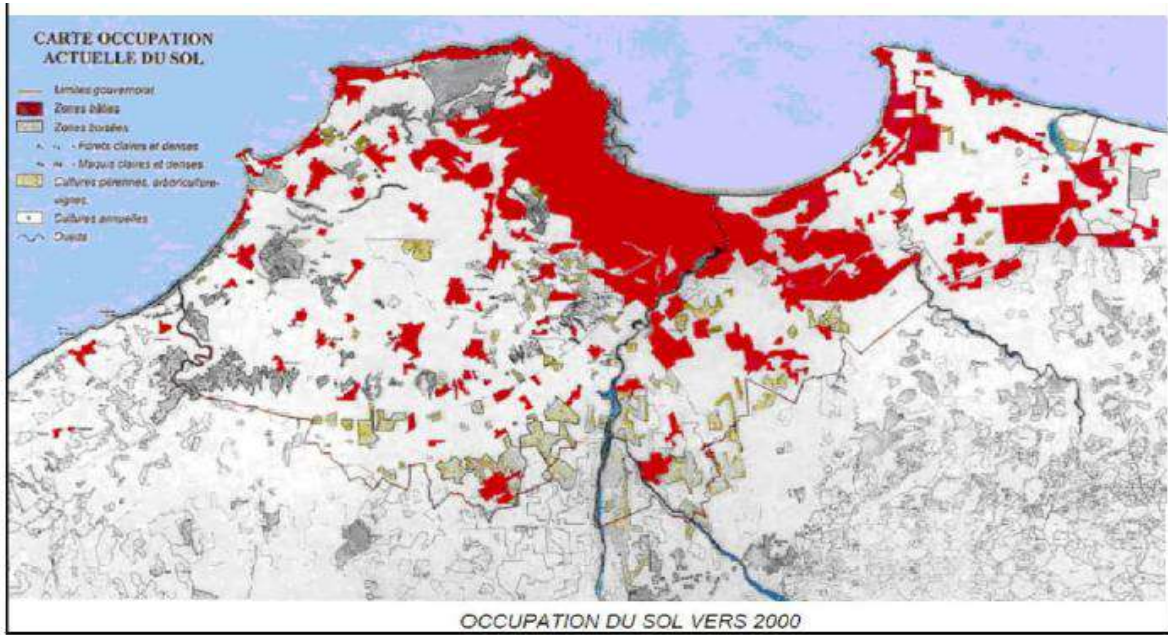 CARTE OCCUPATION
ACTUELLE DU SOL
Limites gouvernorat
Zones bâties
Zones boisées
- Forêts claires et denses
- Maquis claires et denses
Cultures pérennes, arboriculture-
vignes.
Cultures annuelles
Oueds
OCCUPATION DU SOL VERS 2000